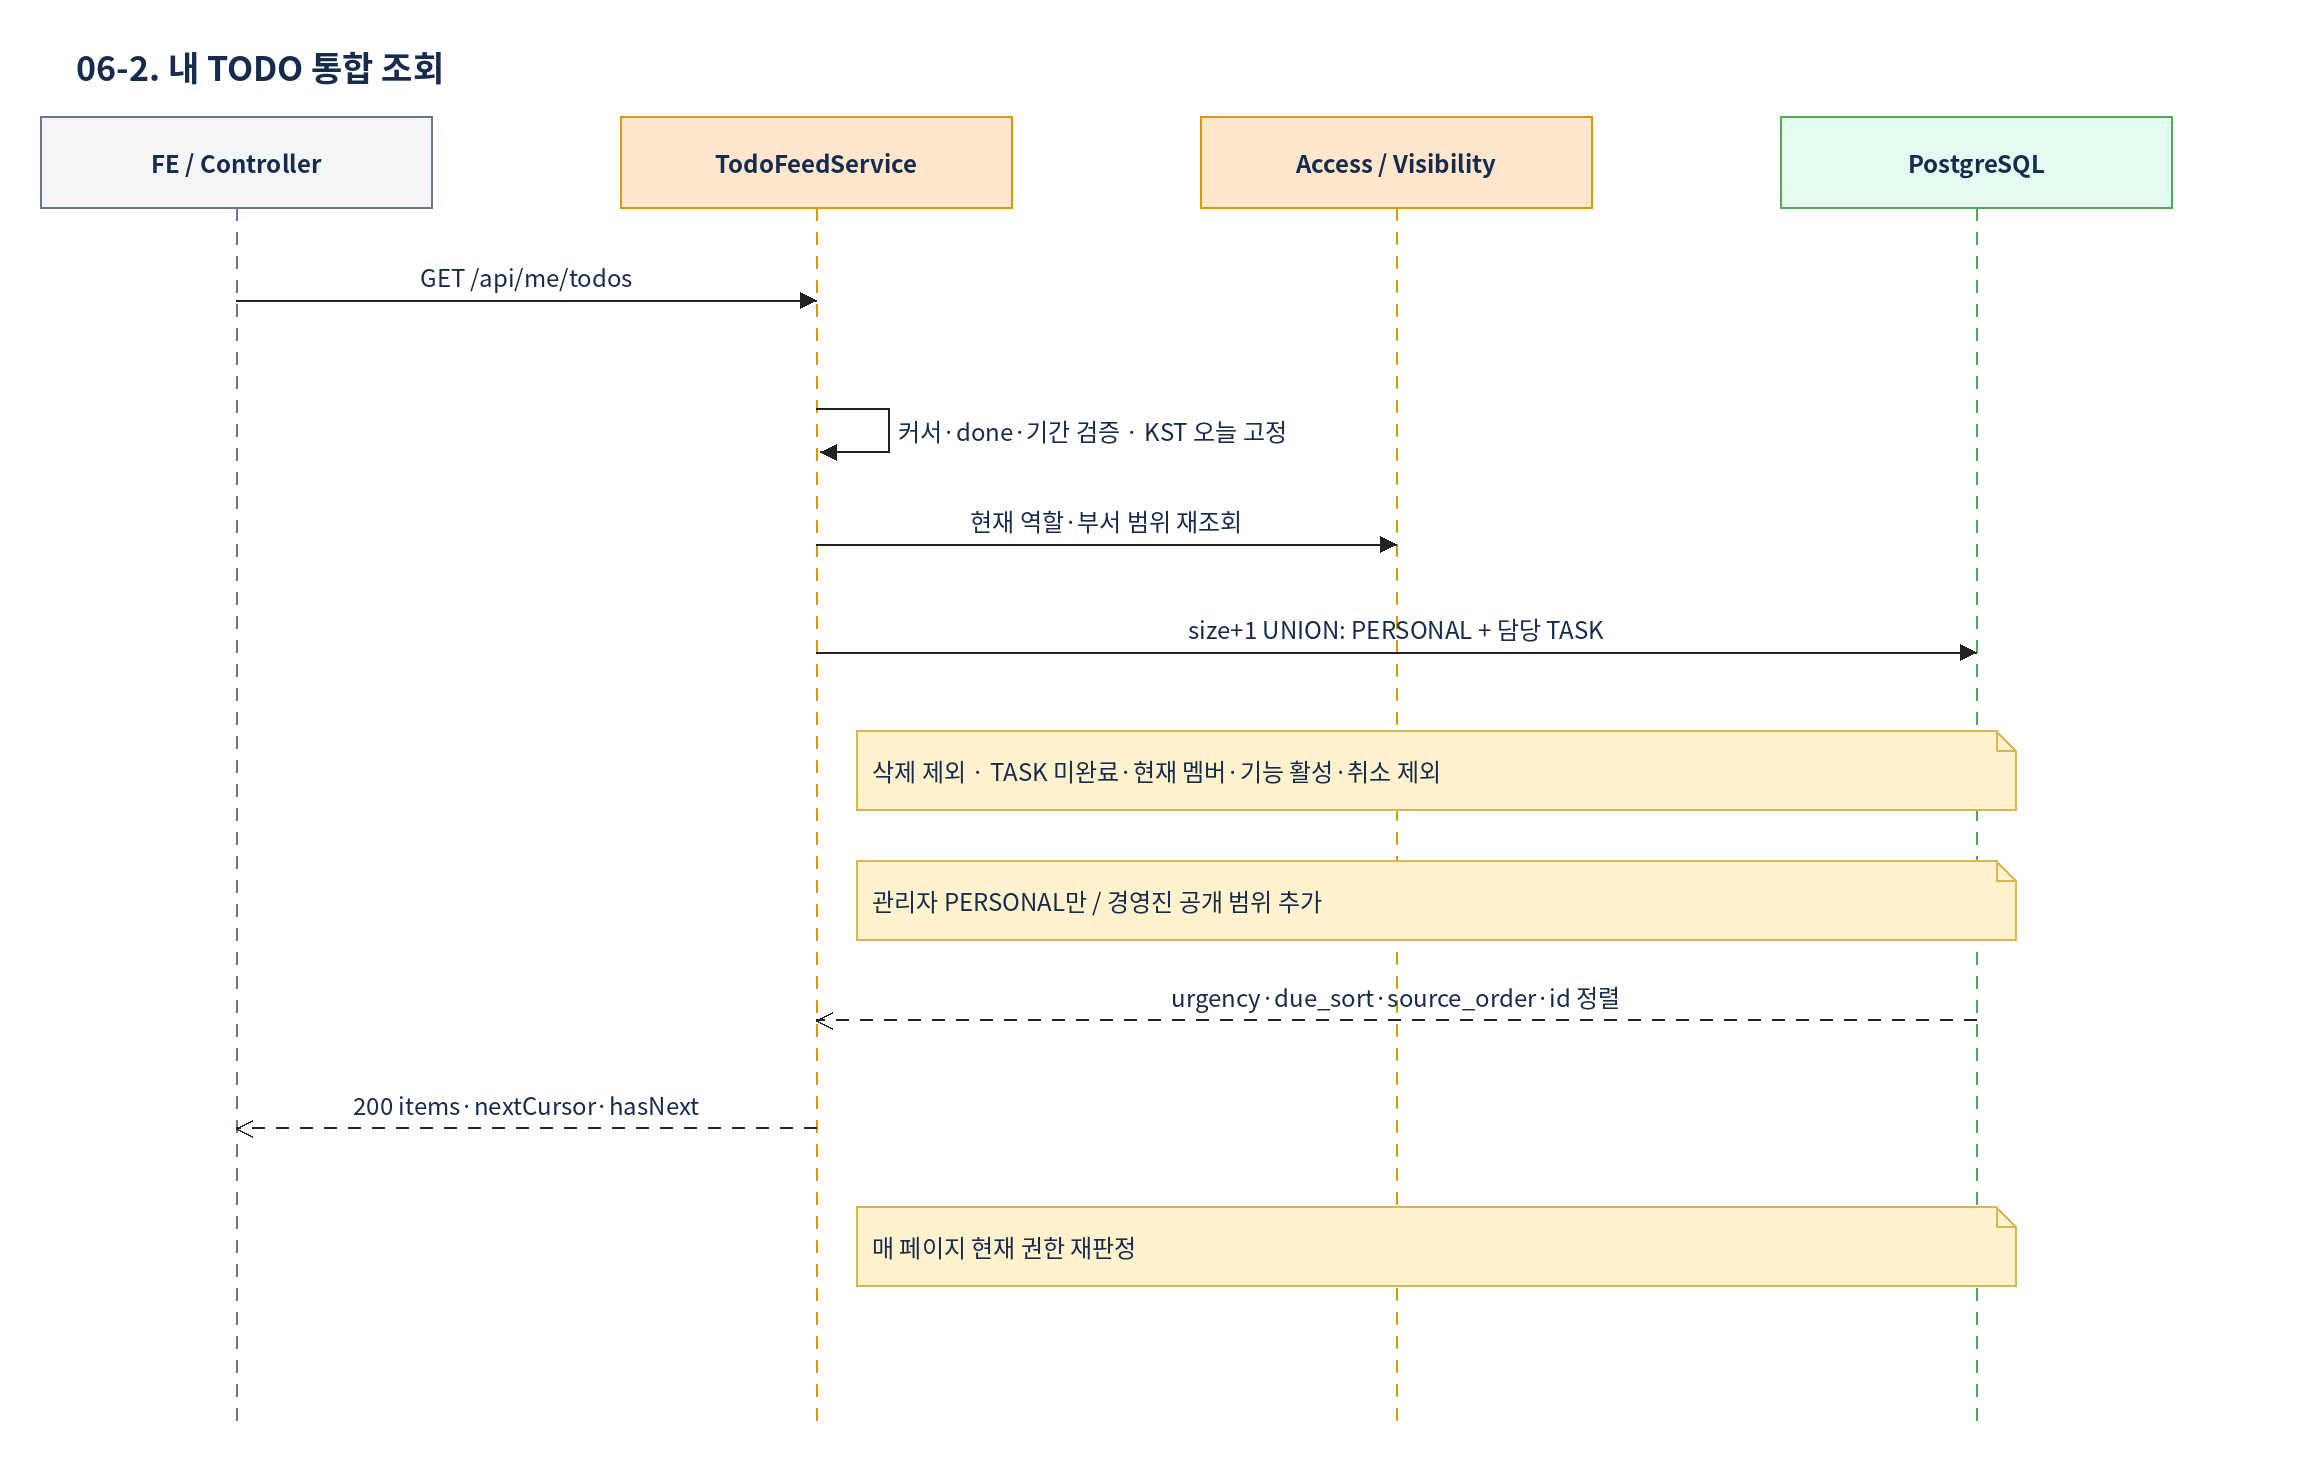 06-2. 내 TODO 통합 조회
FE / Controller
TodoFeedService
Access / Visibility
PostgreSQL
GET /api/me/todos
커서·done·기간 검증 · KST 오늘 고정
현재 역할·부서 범위 재조회
size+1 UNION: PERSONAL + 담당 TASK
삭제 제외 · TASK 미완료·현재 멤버·기능 활성·취소 제외
관리자 PERSONAL만 / 경영진 공개 범위 추가
urgency·due_sort·source_order·id 정렬
200 items·nextCursor·hasNext
매 페이지 현재 권한 재판정